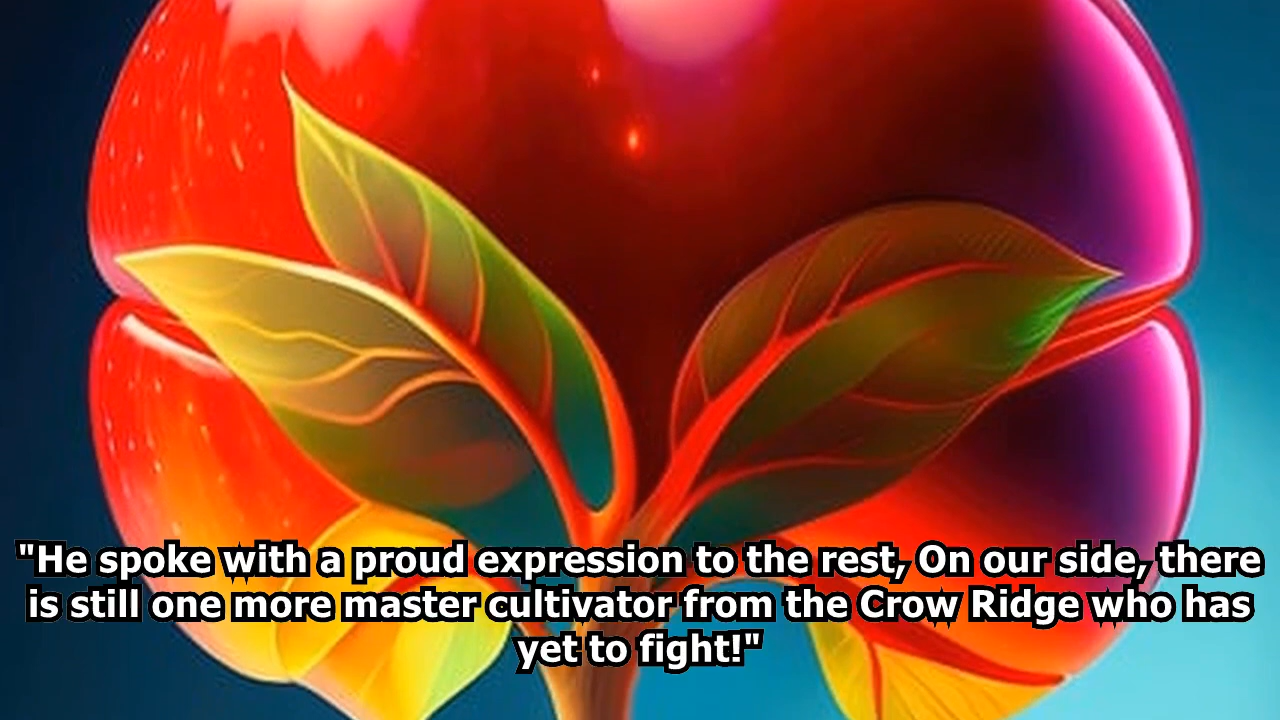 "He spoke with a proud expression to the rest, On our side, there
is still one more master cultivator from the Crow Ridge who has
yet to fight!"